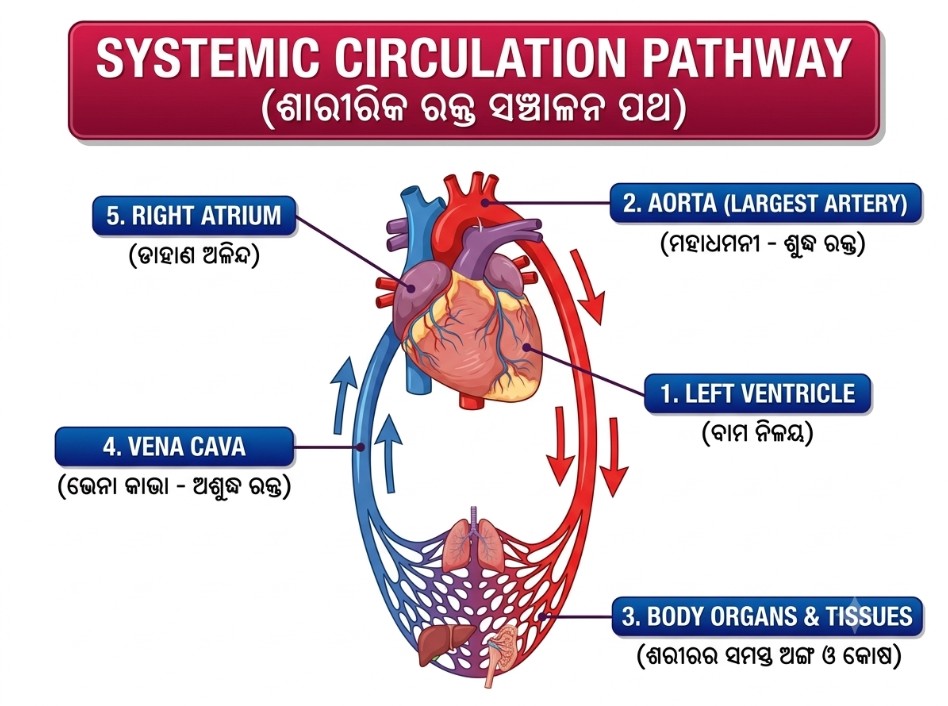 SYSTEMIC CIRCULATION PATHWAY
(ଶାରୀରିକ ରକ୍ତ ସଞ୍ଚାଳନ ପଥ)
5. RIGHT ATRIUM
(ଡାହାଣ ଅଳିନ୍ଦ)
2. AORTA (LARGEST ARTERY)
(ମହାଧମନୀ - ଶୁଦ୍ଧ ରକ୍ତ)
1. LEFT VENTRICLE
(ବାମ ନିଳୟ)
4. VENA CAVA
(ଭେନା କାଭା - ଅଶୁଦ୍ଧ ରକ୍ତ)
3. BODY ORGANS & TISSUES
(ଶରୀରର ସମସ୍ତ ଅଙ୍ଗ ଓ କୋଷ)